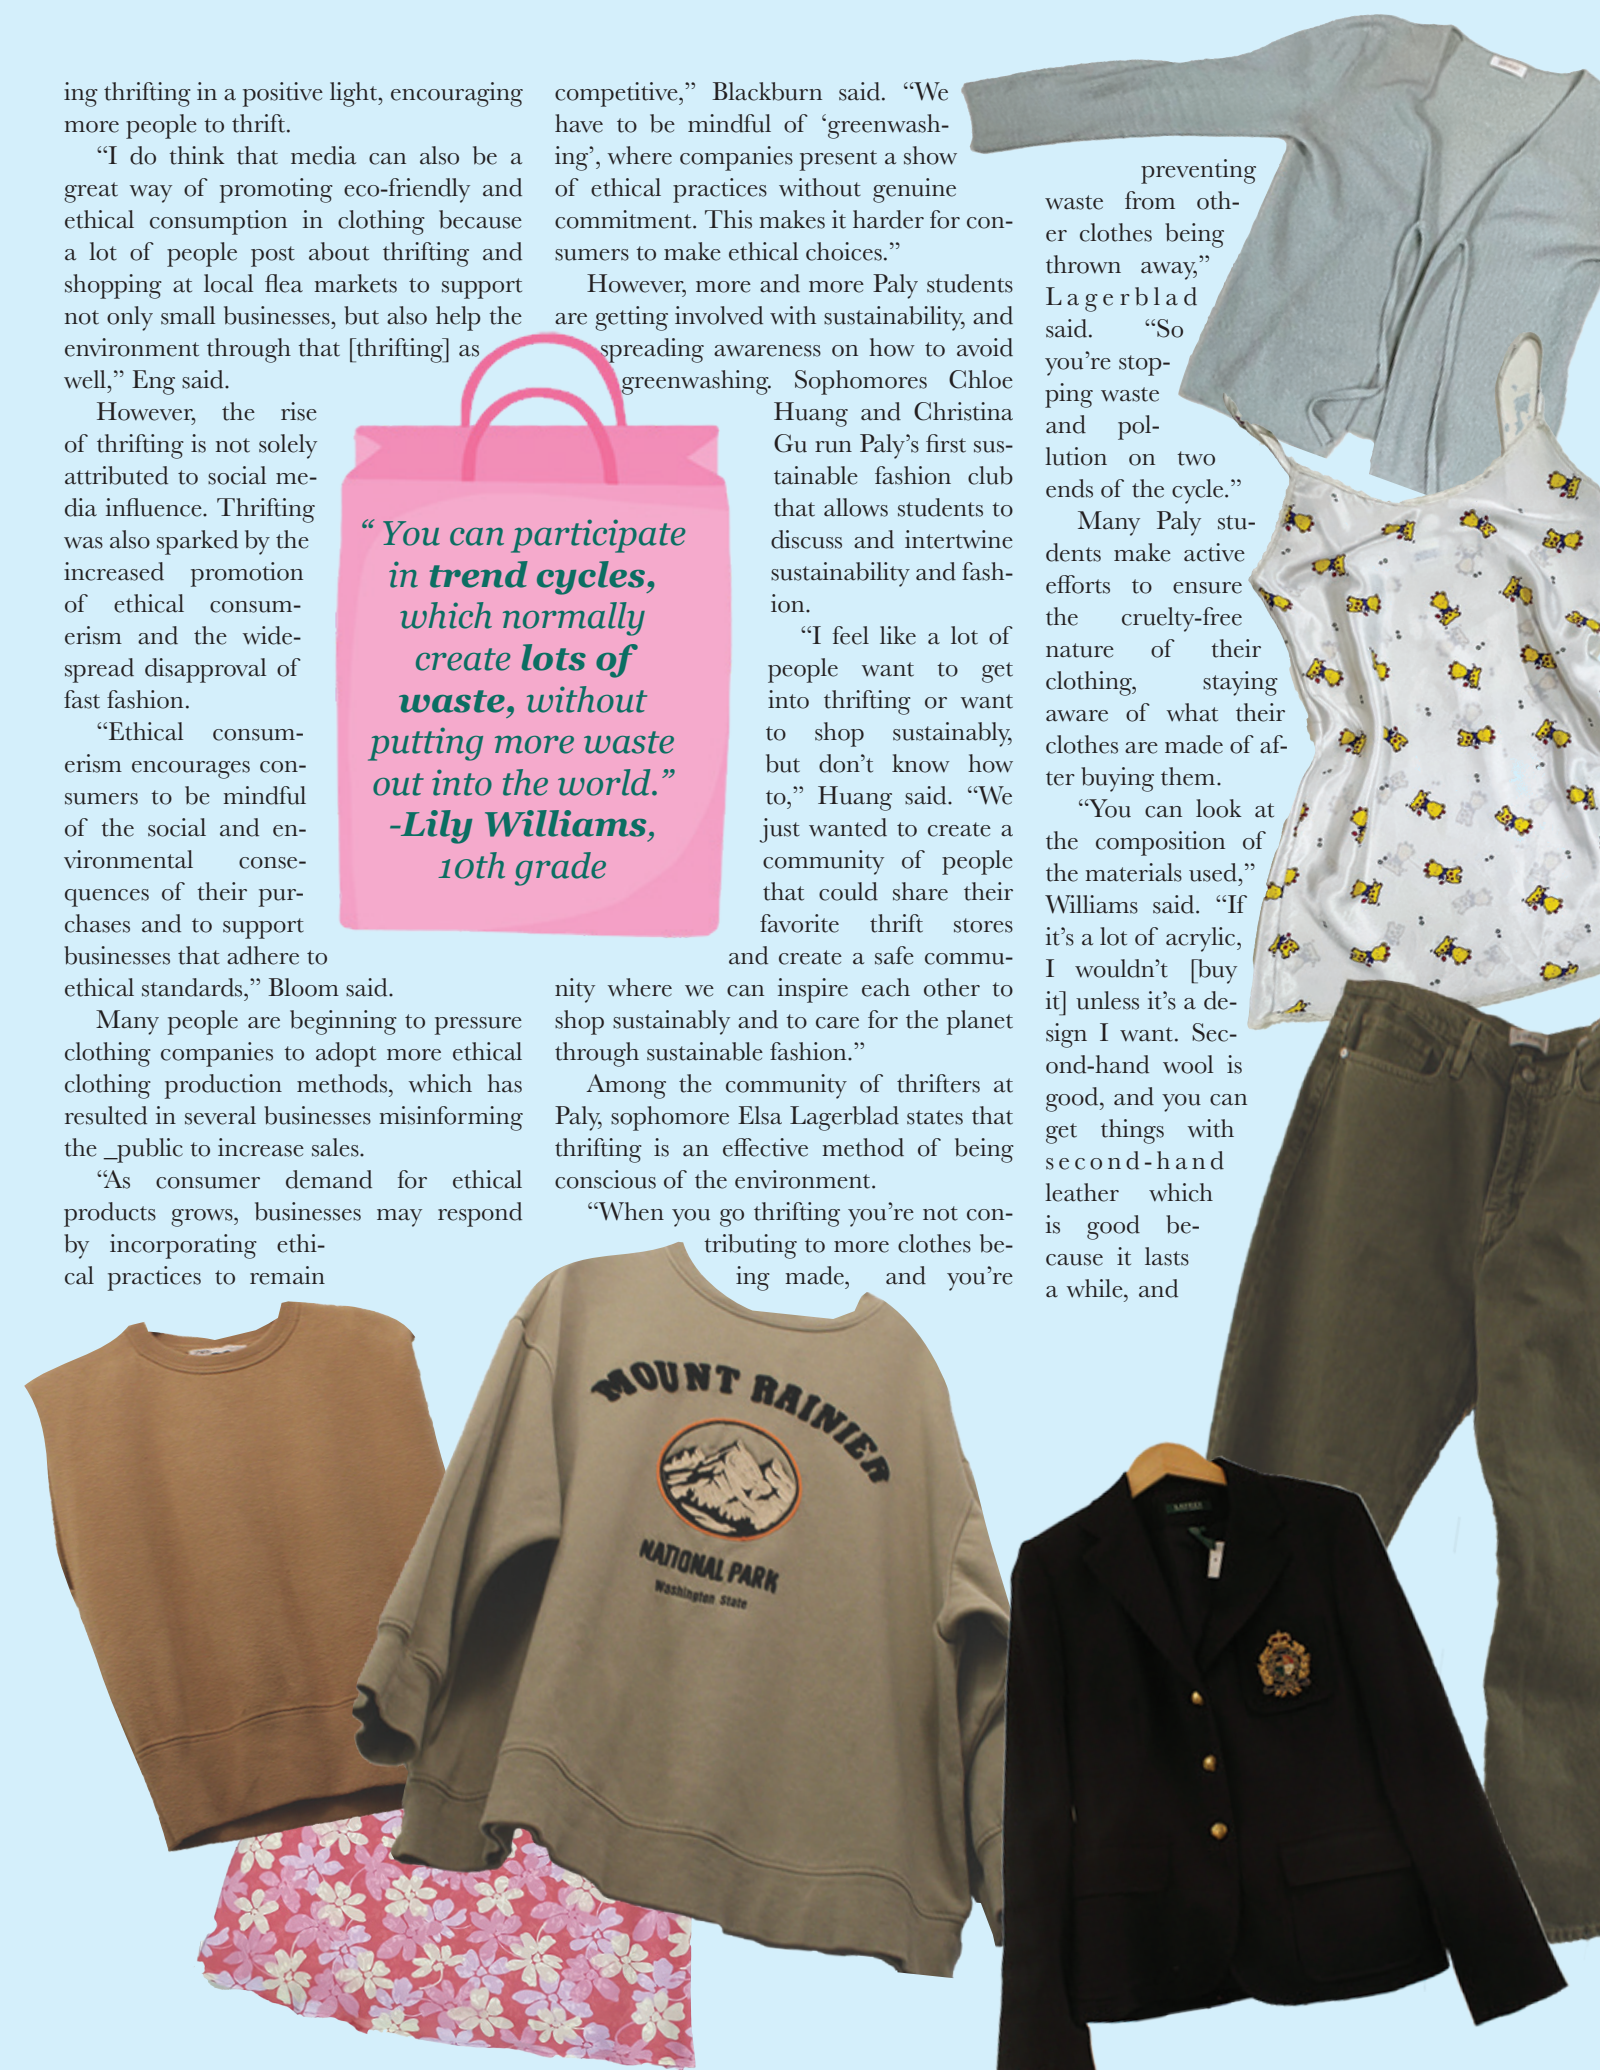 ing thrifting in a positive light, encouraging
more people to thrift.
“I do think that media can also be a
great way of promoting eco-friendly and
ethical consumption in clothing because
a lot of people post about thrifting and
shopping at local flea markets to support
not only small businesses, but also help the
environment through that [thrifting] as
well,” Eng said.
However, the rise
of thrifting is not solely
attributed to social me-
dia influence. Thrifting
was also sparked by the
increased promotion
of ethical consum-
erism and the wide-
spread disapproval of
fast fashion.
“Ethical consum-
erism encourages con-
sumers to be mindful
of the social and en-
vironmental conse-
quences of their pur-
chases and to support
businesses that adhere to
ethical standards,” Bloom said.
Many people are beginning to pressure
clothing companies to adopt more ethical
clothing production methods, which has
resulted in several businesses misinforming
the _public to increase sales.
“As consumer demand for ethical
products grows, businesses may respond
by incorporating ethi-
cal practices to remain
competitive,” Blackburn said. “We
have to be mindful of ‘greenwash-
ing’, where companies present a show
of ethical practices without genuine
commitment. This makes it harder for con-
sumers to make ethical choices.”
However, more and more Paly students
are getting involved with sustainability, and
spreading awareness on how to avoid
greenwashing. Sophomores Chloe
Huang and Christina
Gu run Paly’s first sus-
tainable fashion club
that allows students to
discuss and intertwine
sustainability and fash-
ion.
“I feel like a lot of
people want to get
into thrifting or want
to shop sustainably,
but don’t know how
to,” Huang said. “We
just wanted to create a
community of people
that could share their
favorite thrift stores
and create a safe commu-
nity where we can inspire each other to
shop sustainably and to care for the planet
through sustainable fashion.”
Among the community of thrifters at
Paly, sophomore Elsa Lagerblad states that
thrifting is an effective method of being
conscious of the environment.
“When you go thrifting you’re not con-
tributing to more clothes be-
ing made, and you’re
preventing
waste from oth-
er clothes being
thrown away,”
Lagerblad
said. “So
you’re stop-
ping waste
and pol-
lution on two
ends of the cycle.”
Many Paly stu-
dents make active
efforts to ensure
the cruelty-free
nature of their
clothing, staying
aware of what their
clothes are made of af-
ter buying them.
“You can look at
the composition of
the materials used,”
Williams said. “If
it’s a lot of acrylic,
I wouldn’t [buy
it] unless it’s a de-
sign I want. Sec-
ond-hand wool is
good, and you can
get things with
second-hand
leather which
is good be-
cause it lasts
a while, and
“You can participate
in trend cycles,
which normally
create lots of
waste, without
putting more waste
out into the world.”
-Lily Williams,
10th grade
MOUNT RAINIER
NATIONAL PARK
Washington State